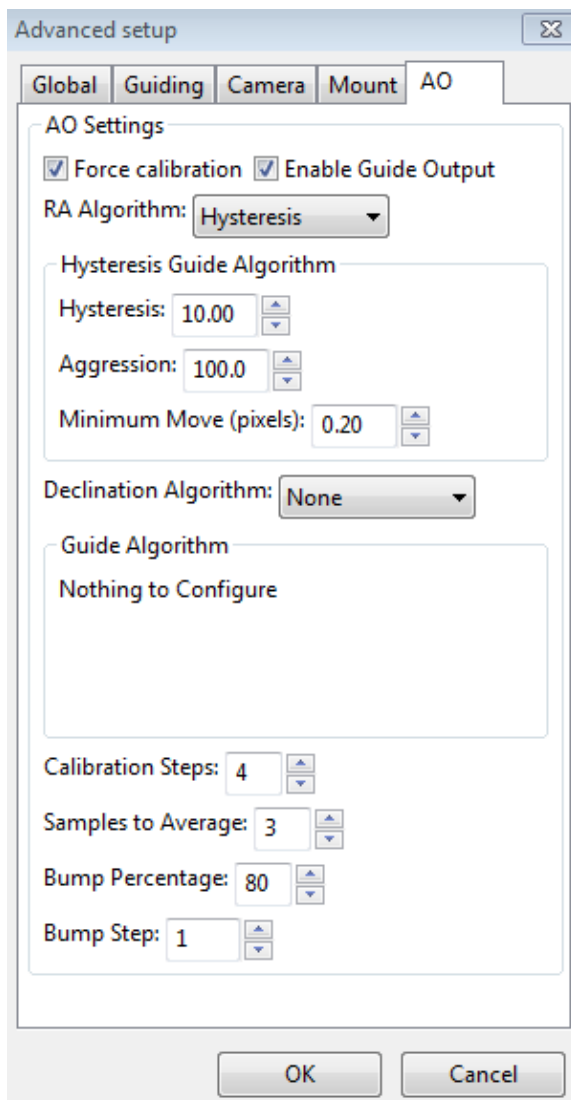 Advanced setup
Global Guiding Camera Mount AO
AO Settings
Force calibration Enable Guide Output
RA Algorithm: Hysteresis
Hysteresis Guide Algorithm
Hysteresis: 10.00
Aggression: 100.0
Minimum Move (pixels): 0.20
Declination Algorithm: None
Guide Algorithm
Nothing to Configure
Calibration Steps: 4
Samples to Average: 3
Bump Percentage: 80
Bump Step: 1
OK Cancel